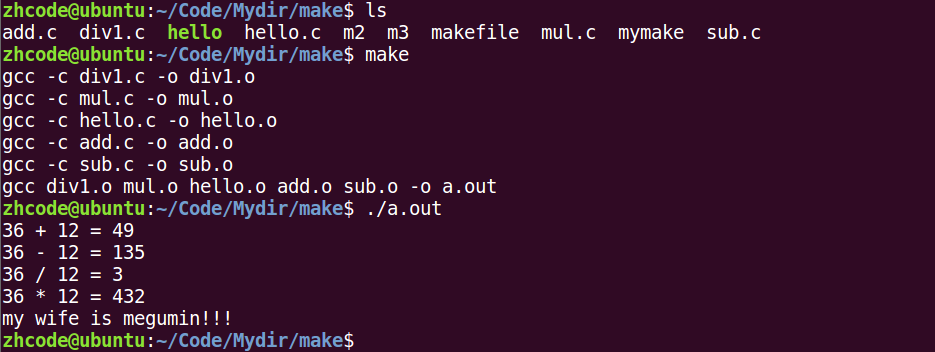 zhcode@ubuntu:~/Code/Mydir/make$ ls
add.c  div1.c  hello  hello.c  m2  m3  makefile  mul.c  mymake  sub.c
zhcode@ubuntu:~/Code/Mydir/make$ make
gcc -c div1.c -o div1.o
gcc -c mul.c -o mul.o
gcc -c hello.c -o hello.o
gcc -c add.c -o add.o
gcc -c sub.c -o sub.o
gcc div1.o mul.o hello.o add.o sub.o -o a.out
zhcode@ubuntu:~/Code/Mydir/make$ ./a.out
36 + 12 = 49
36 - 12 = 135
36 / 12 = 3
36 * 12 = 432
my wife is megumin!!!
zhcode@ubuntu:~/Code/Mydir/make$